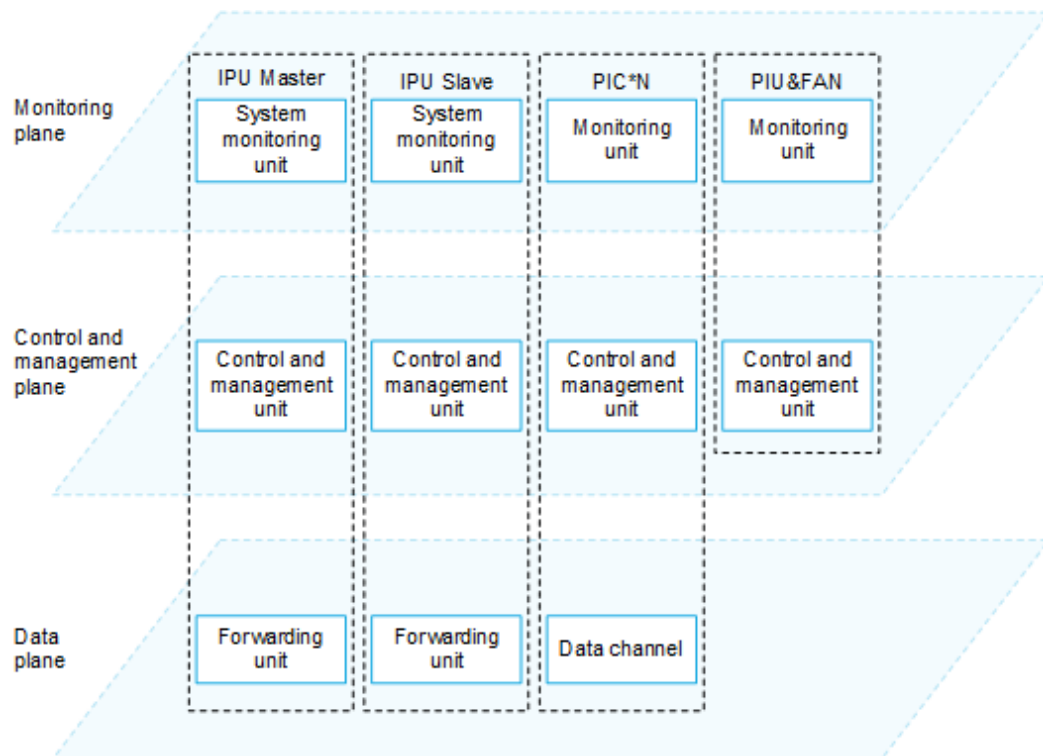 IPU Master
IPU Slave
PIC*N
PIU&FAN
Monitoring
plane
System
monitoring
unit
System
monitoring
unit
Monitoring
unit
Monitoring
unit
Control and
management
plane
Control and
management
unit
Control and
management
unit
Control and
management
unit
Control and
management
unit
Data
plane
Forwarding
unit
Forwarding
unit
Data channel